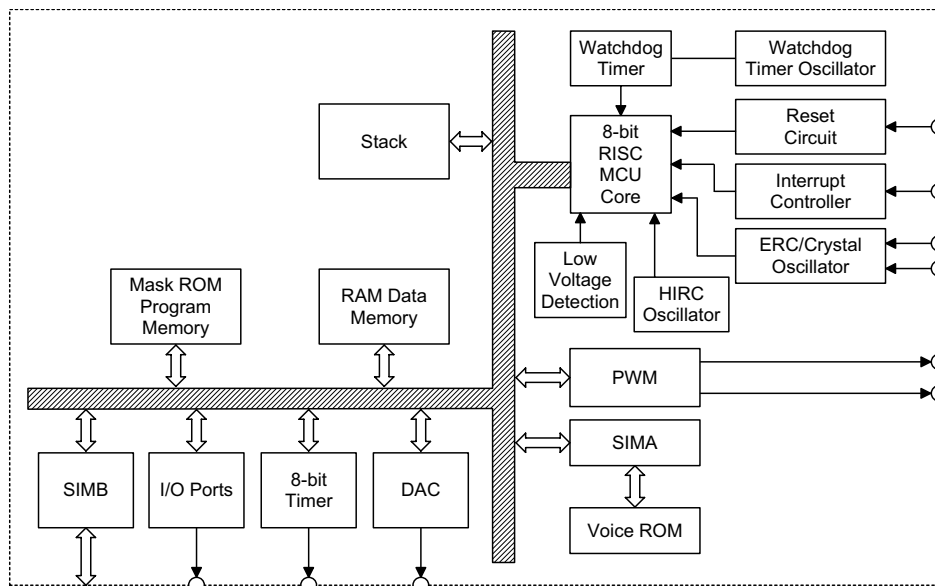 Watchdog
Timer
Watchdog
Timer Oscillator
Stack
8-bit
RISC
MCU
Core
Reset
Circuit
Interrupt
Controller
ERC/Crystal
Oscillator
Low
Voltage
Detection
HIRC
Oscillator
Mask ROM
Program
Memory
RAM Data
Memory
PWM
SIMA
Voice ROM
SIMB
I/O Ports
8-bit
Timer
DAC